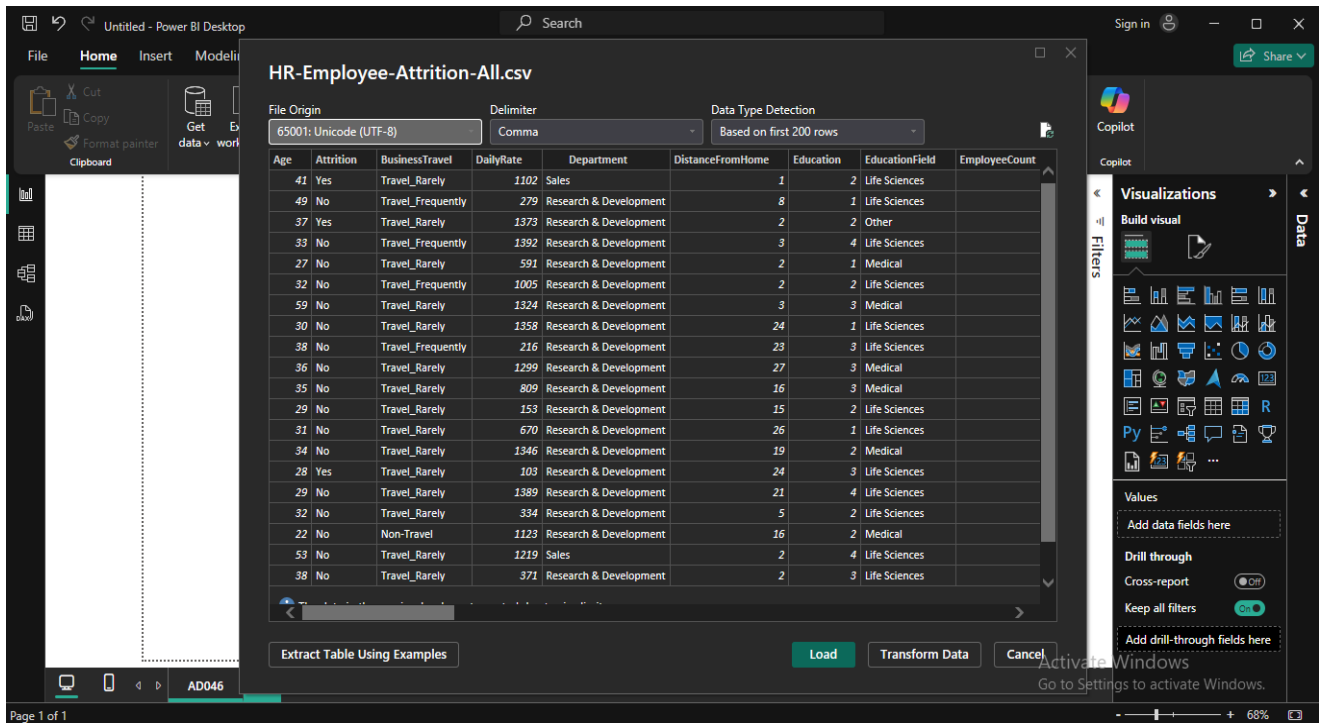 Untitled - Power BI Desktop
Search
Sign in
File
Home
Insert
Share
Cut
Copy
Paste
Format painter
Clipboard
Get
data
Copilot
Copilot
HR-Employee-Attrition-All.csv
File Origin Delimiter Data Type Detection
65001: Unicode (UTF-8) Comma Based on first 200 rows
Age Attrition BusinessTravel DailyRate Department DistanceFromHome Education EducationField EmployeeCount
41 Yes Travel_Rarely 1102 Sales 1 2 Life Sciences
49 No Travel_Frequently 279 Research & Development 8 1 Life Sciences
37 Yes Travel_Rarely 1373 Research & Development 2 2 Other
33 No Travel_Frequently 1392 Research & Development 3 4 Life Sciences
27 No Travel_Rarely 591 Research & Development 2 1 Medical
32 No Travel_Frequently 1005 Research & Development 2 2 Life Sciences
59 No Travel_Rarely 1324 Research & Development 3 3 Medical
30 No Travel_Rarely 1358 Research & Development 24 1 Life Sciences
38 No Travel_Frequently 216 Research & Development 23 3 Life Sciences
36 No Travel_Rarely 1299 Research & Development 27 3 Medical
35 No Travel_Rarely 809 Research & Development 16 3 Medical
29 No Travel_Rarely 153 Research & Development 15 2 Life Sciences
31 No Travel_Rarely 670 Research & Development 26 1 Life Sciences
34 No Travel_Rarely 1346 Research & Development 19 2 Medical
28 Yes Travel_Rarely 103 Research & Development 24 3 Life Sciences
29 No Travel_Rarely 1389 Research & Development 21 4 Life Sciences
32 No Travel_Rarely 334 Research & Development 5 2 Life Sciences
22 No Non-Travel 1123 Research & Development 16 2 Medical
53 No Travel_Rarely 1219 Sales 2 4 Life Sciences
38 No Travel_Rarely 371 Research & Development 2 3 Life Sciences
Extract Table Using Examples
Load
Transform Data
Cancel
Filters
Visualizations
Data
Build visual
123
R
Py
123
...
Values
Add data fields here
Drill through
Cross-report Off
Keep all filters On
Add drill-through fields here
Activate Windows
Go to Settings to activate Windows.
AD046
Page 1 of 1
- + 68%